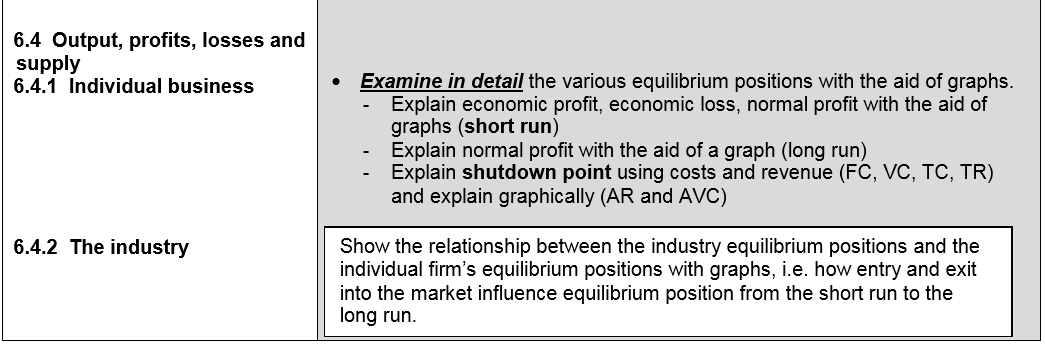 6.4 Output, profits, losses and
supply
6.4.1 Individual business
• Examine in detail the various equilibrium positions with the aid of graphs.
- Explain economic profit, economic loss, normal profit with the aid of
graphs (short run)
- Explain normal profit with the aid of a graph (long run)
- Explain shutdown point using costs and revenue (FC, VC, TC, TR)
and explain graphically (AR and AVC)
6.4.2 The industry
Show the relationship between the industry equilibrium positions and the
individual firm's equilibrium positions with graphs, i.e. how entry and exit
into the market influence equilibrium position from the short run to the
long run.